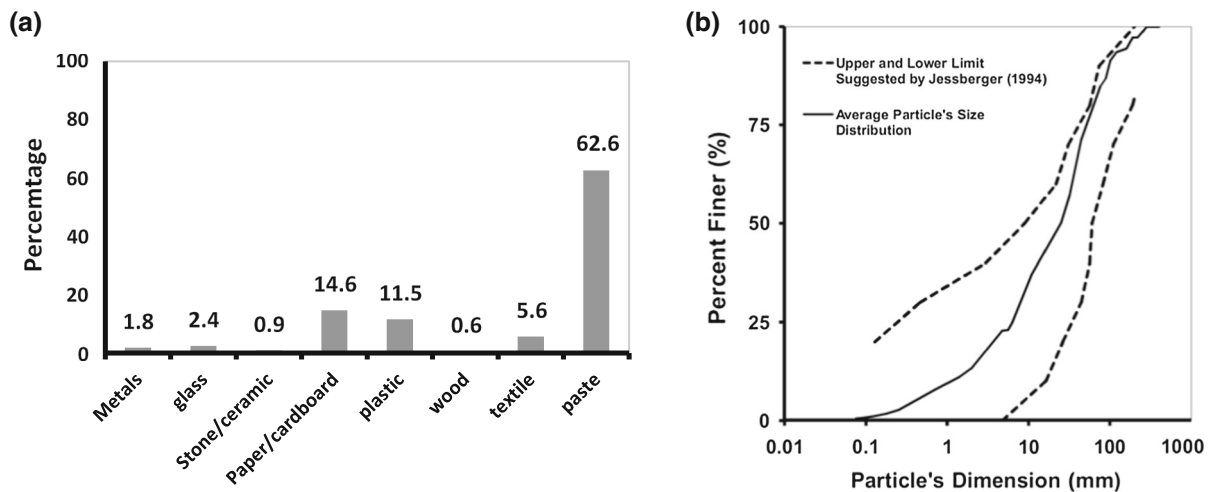 (a)
100
80
60
40
20
0
Percemtage
1.8
2.4
0.9
14.6
11.5
0.6
5.6
62.6
Metals
glass
Stone/ceramic
Paper/cardboard
plastic
wood
textile
paste
(b)
100
75
50
25
0
Percent Finer (%)
Upper and Lower Limit
Suggested by Jessberger (1994)
Average Particle's Size
Distribution
0.01
0.1
1
10
100
1000
Particle's Dimension (mm)